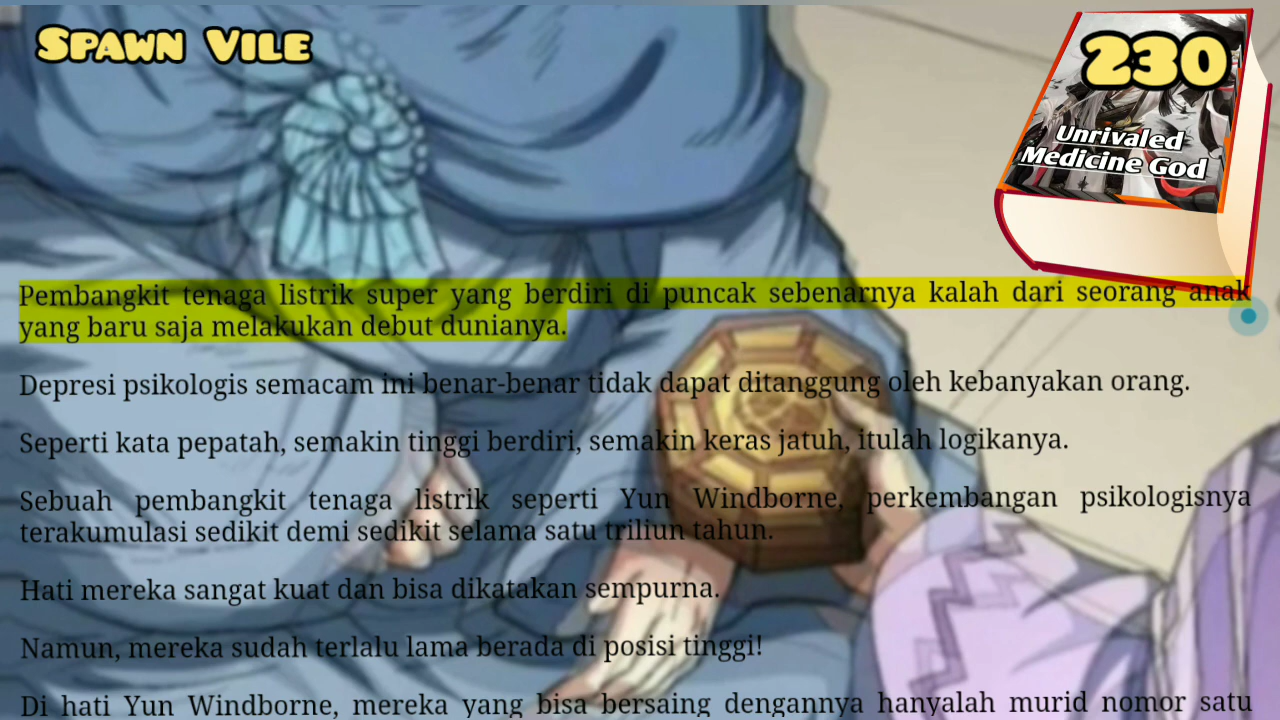 Spawn Vile
230
Unrivaled
Medicine God
Pembangkit tenaga listrik super yang berdiri di puncak sebenarnya kalah dari seorang anak
yang baru saja melakukan debut dunianya.
Depresi psikologis semacam ini benar-benar tidak dapat ditanggung oleh kebanyakan orang.
Seperti kata pepatah, semakin tinggi berdiri, semakin keras jatuh, itulah logikanya.
Sebuah pembangkit tenaga listrik seperti Yun Windborne, perkembangan psikologisnya
terakumulasi sedikit demi sedikit selama satu triliun tahun.
Hati mereka sangat kuat dan bisa dikatakan sempurna.
Namun, mereka sudah terlalu lama berada di posisi tinggi!
Di hati Yun Windborne, mereka yang bisa bersaing dengannya hanyalah murid nomor satu